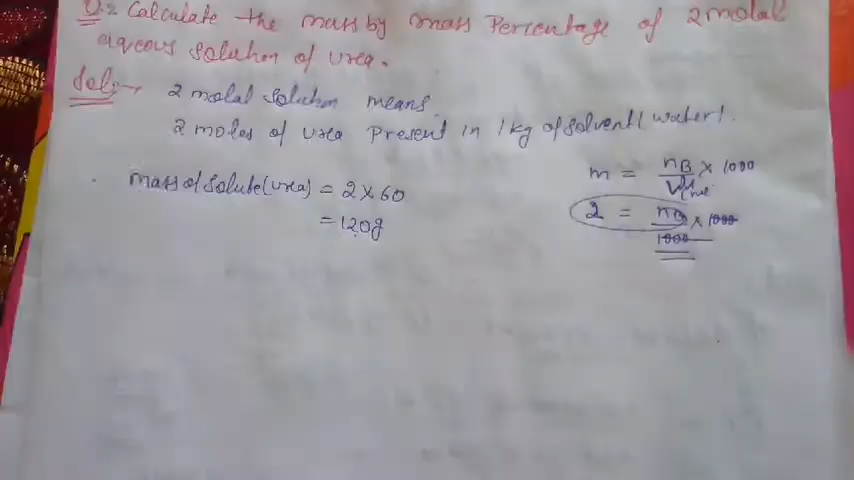 Q.2 Calculate the mass by mass Percentage of 2 molal
aqeous solution of urea.
Sol:→ 2 molal solution means
2 moles of urea Present in 1 kg of solvent (water).
mass of solute (urea) = 2 × 60
= 120g
m = nB × 1000
2 = nB × 1000
1000